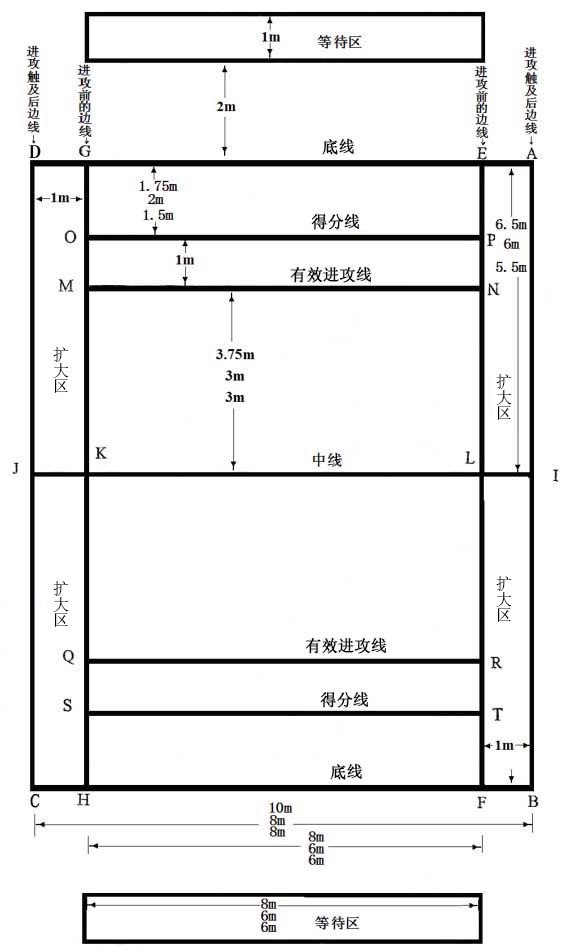 1m
等待区
进攻触及后边线
进攻前的边线
2m
进攻前的边线
进攻触及后边线
D
G
底线
E
A
1m
1.75m
2m
1.5m
6.5m
6m
5.5m
O
得分线
P
1m
M
有效进攻线
N
3.75m
3m
3m
扩大区
扩大区
J
K
中线
L
I
扩大区
扩大区
Q
有效进攻线
R
S
得分线
T
1m
底线
C
H
F
B
10m
8m
8m
8m
6m
6m
8m
6m
6m
等待区